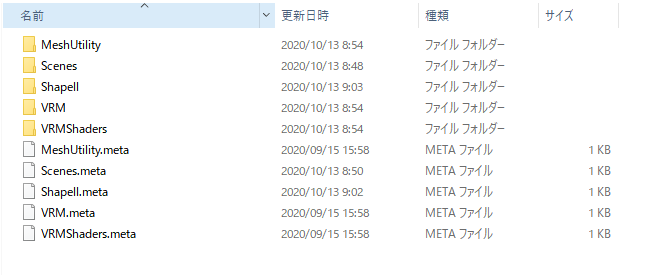 名前 更新日時 種類 サイズ
MeshUtility 2020/10/13 8:54 ファイル フォルダー
Scenes 2020/10/13 8:48 ファイル フォルダー
Shapell 2020/10/13 9:03 ファイル フォルダー
VRM 2020/10/13 8:54 ファイル フォルダー
VRMShaders 2020/10/13 8:54 ファイル フォルダー
MeshUtility.meta 2020/09/15 15:58 META ファイル 1 KB
Scenes.meta 2020/10/13 8:50 META ファイル 1 KB
Shapell.meta 2020/10/13 9:02 META ファイル 1 KB
VRM.meta 2020/09/15 15:58 META ファイル 1 KB
VRMShaders.meta 2020/09/15 15:58 META ファイル 1 KB